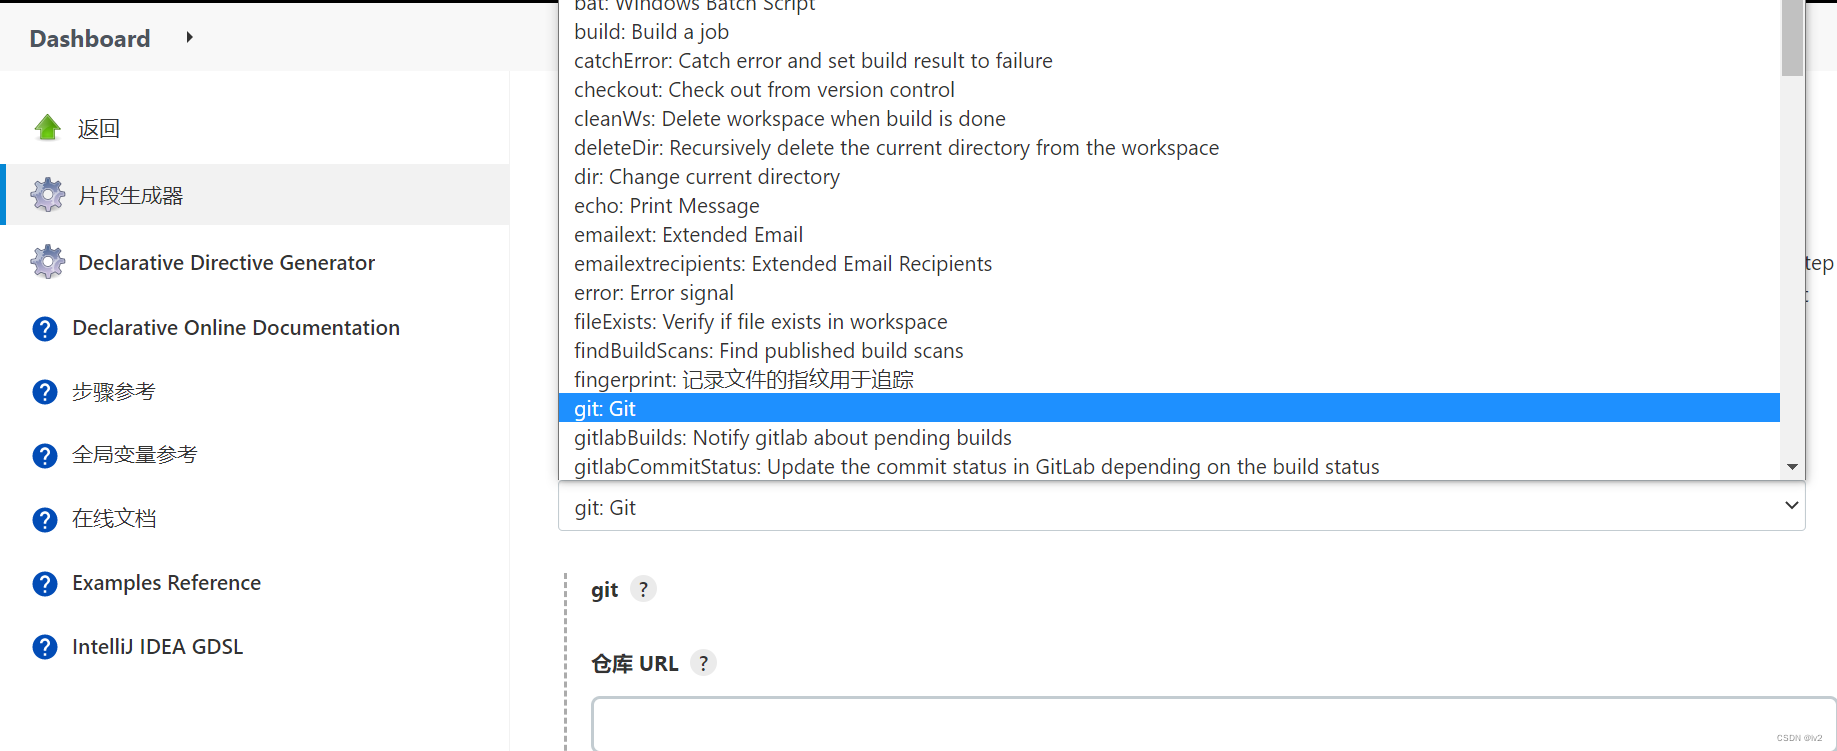 Dashboard
返回
片段生成器
Declarative Directive Generator
Declarative Online Documentation
步骤参考
全局变量参考
在线文档
Examples Reference
IntelliJ IDEA GDSL
bat: Windows Batch Script
build: Build a job
catchError: Catch error and set build result to failure
checkout: Check out from version control
cleanWs: Delete workspace when build is done
deleteDir: Recursively delete the current directory from the workspace
dir: Change current directory
echo: Print Message
emailext: Extended Email
emailextrecipients: Extended Email Recipients
error: Error signal
fileExists: Verify if file exists in workspace
findBuildScans: Find published build scans
fingerprint: 记录文件的指纹用于追踪
git: Git
gitlabBuilds: Notify gitlab about pending builds
gitlabCommitStatus: Update the commit status in GitLab depending on the build status
tep
git: Git
git ?
仓库 URL ?
CSDN @lv2